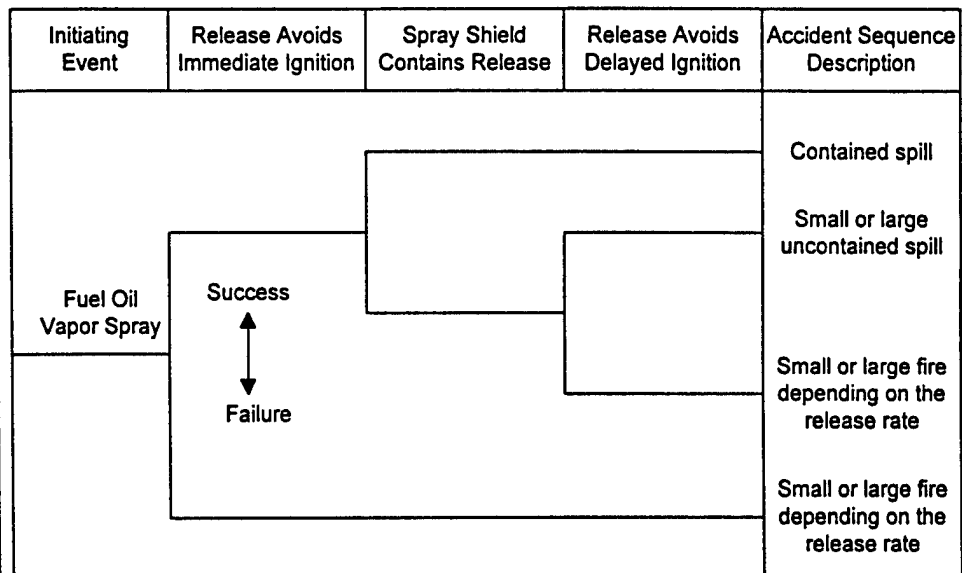 Initiating
Event
Release Avoids
Immediate Ignition
Spray Shield
Contains Release
Release Avoids
Delayed Ignition
Accident Sequence
Description
Contained spill
Small or large
uncontained spill
Fuel Oil
Vapor Spray
Success
Failure
Small or large fire
depending on the
release rate
Small or large fire
depending on the
release rate